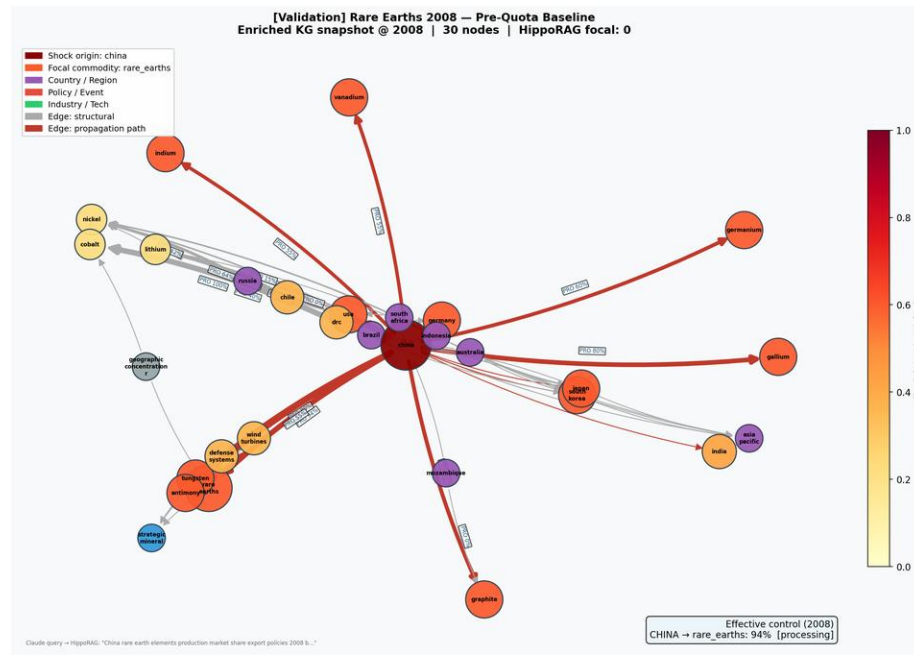 [Validation] Rare Earths 2008 — Pre-Quota Baseline
Enriched KG snapshot @ 2008 | 30 nodes | HippoRAG focal: 0
Shock origin: china
Focal commodity: rare_earths
Country / Region
Policy / Event
Industry / Tech
Edge: structural
Edge: propagation path
vanadium
indium
germanium
nickel
cobalt
lithium
russia
chile
drc
usa
brazil
south
africa
germany
indonesia
china
australia
gallium
japan
south
korea
india
asia
pacific
geographic
concentration
r
wind
turbines
defense
systems
tungsten
rare
earths
antimony
strategic
mineral
mozambique
graphite
PRO 60%
PRO 80%
1.0
0.8
0.6
0.4
0.2
0.0
Effective control (2008)
CHINA → rare_earths: 94% [processing]
Claude query → HippoRAG: "China rare earth elements production market share export policies 2008 b..."